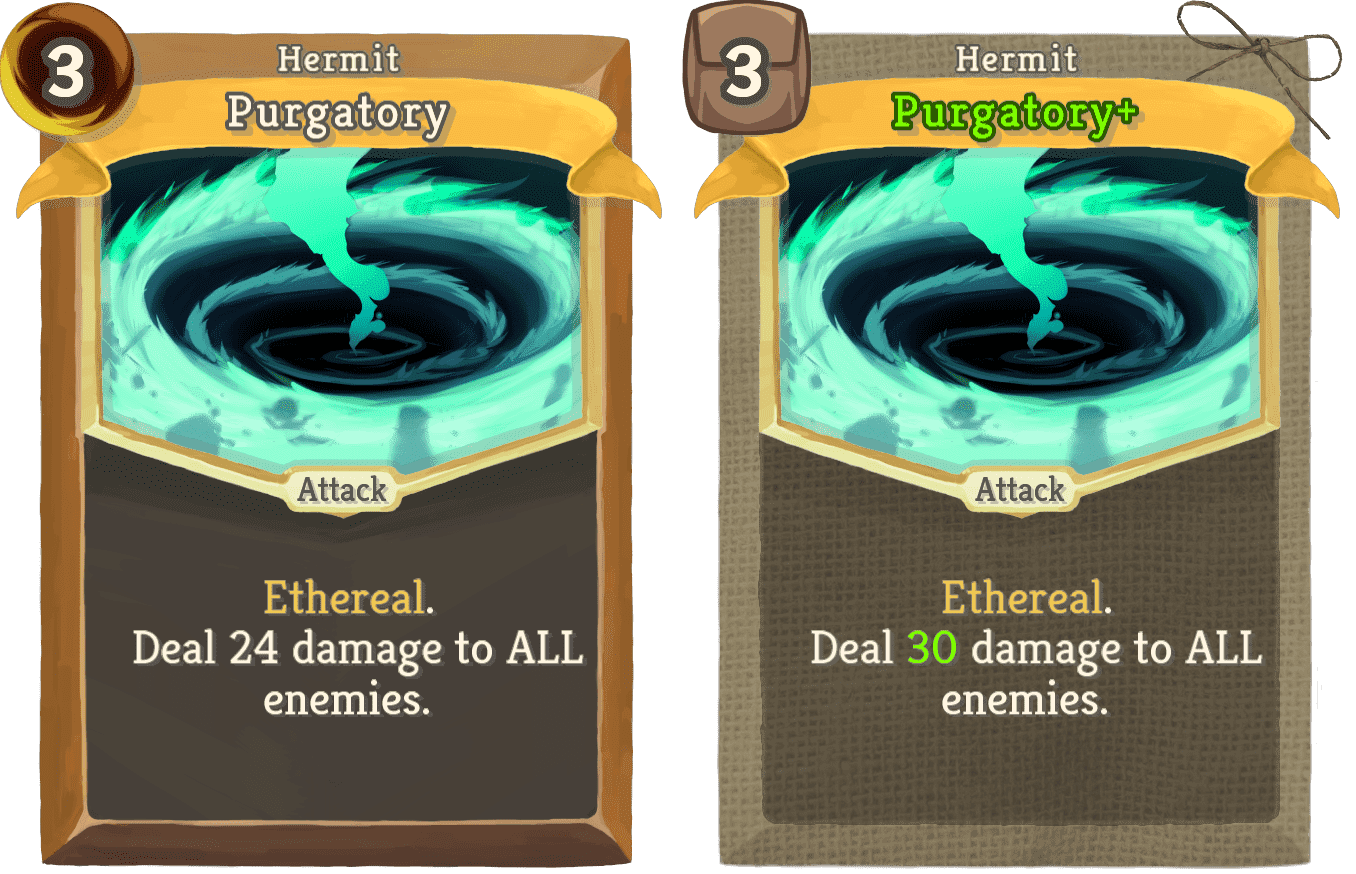 3
Hermit
Purgatory
Attack
Ethereal.
Deal 24 damage to ALL
enemies.
3
Hermit
Purgatory+
Attack
Ethereal.
Deal 30 damage to ALL
enemies.